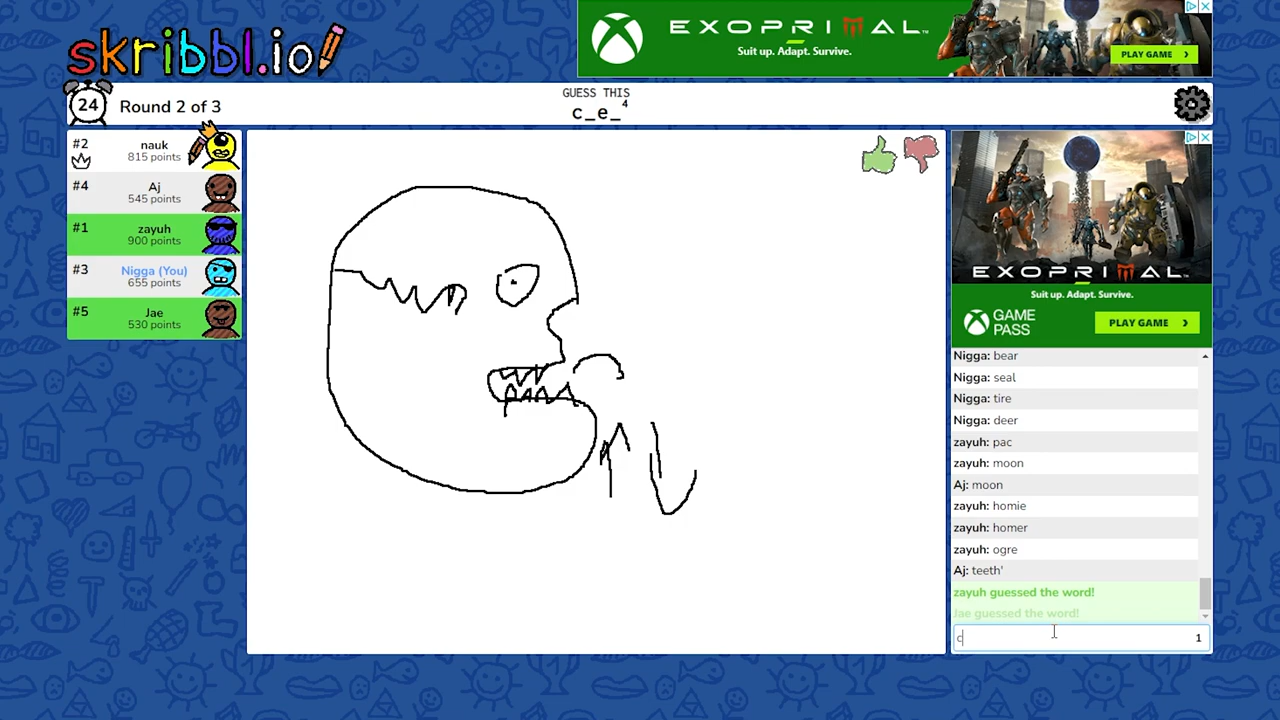 skribbl.io
EXOPRIMAL™
Suit up. Adapt. Survive.
PLAY GAME >
24
Round 2 of 3
GUESS THIS
c_e_ 4
#2
nauk
815 points
#4
Aj
545 points
#1
zayuh
900 points
#3
Nigga (You)
655 points
#5
Jae
530 points
EXOPRIMAL
Suit up. Adapt. Survive.
GAME
PASS
PLAY GAME >
Nigga: bear
Nigga: seal
Nigga: tire
Nigga: deer
zayuh: pac
zayuh: moon
Aj: moon
zayuh: homie
zayuh: homer
zayuh: ogre
Aj: teeth'
zayuh guessed the word!
Jae guessed the word!
c
1